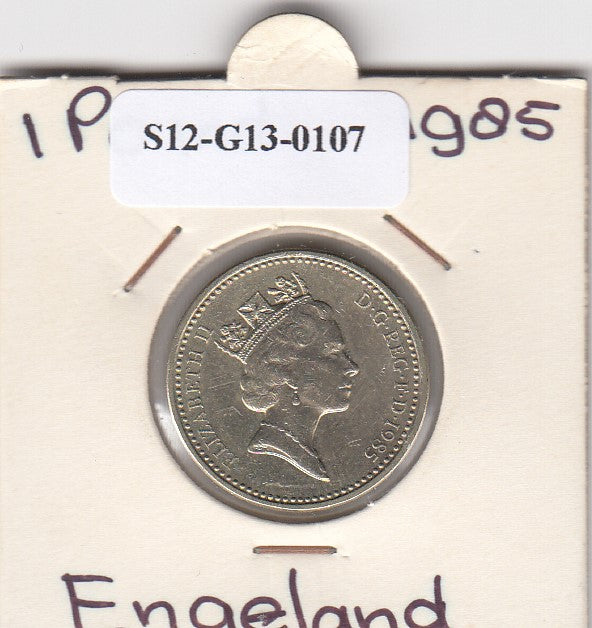 1 P 1985
S12-G13-0107
ELIZABETH II D·G·REG·F·D·1985
Engeland